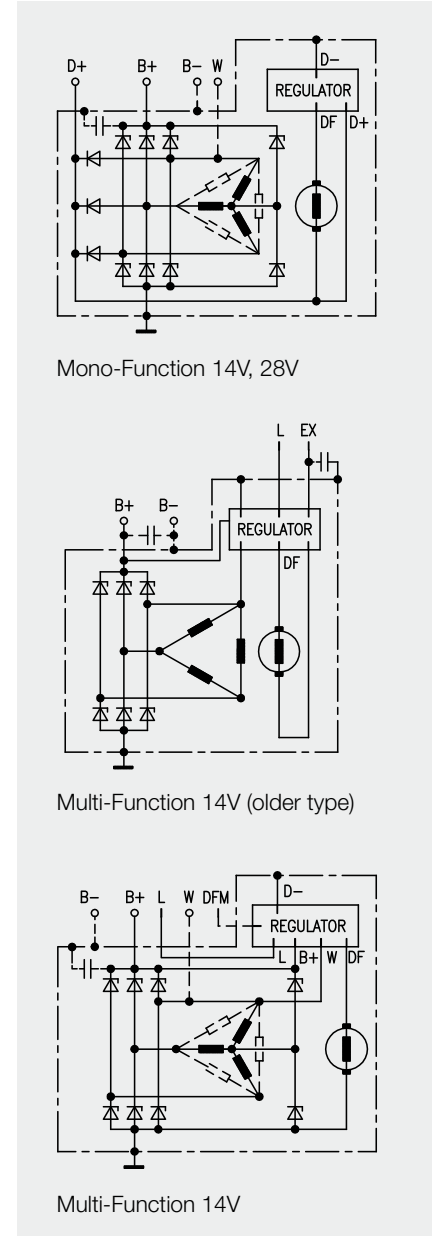 D+ B+ B− W
D−
REGULATOR
DF D+
Mono-Function 14V, 28V
L EX
B+ B−
REGULATOR
DF
Multi-Function 14V (older type)
B− B+ L W DFM
D−
REGULATOR
L B+ W DF
Multi-Function 14V